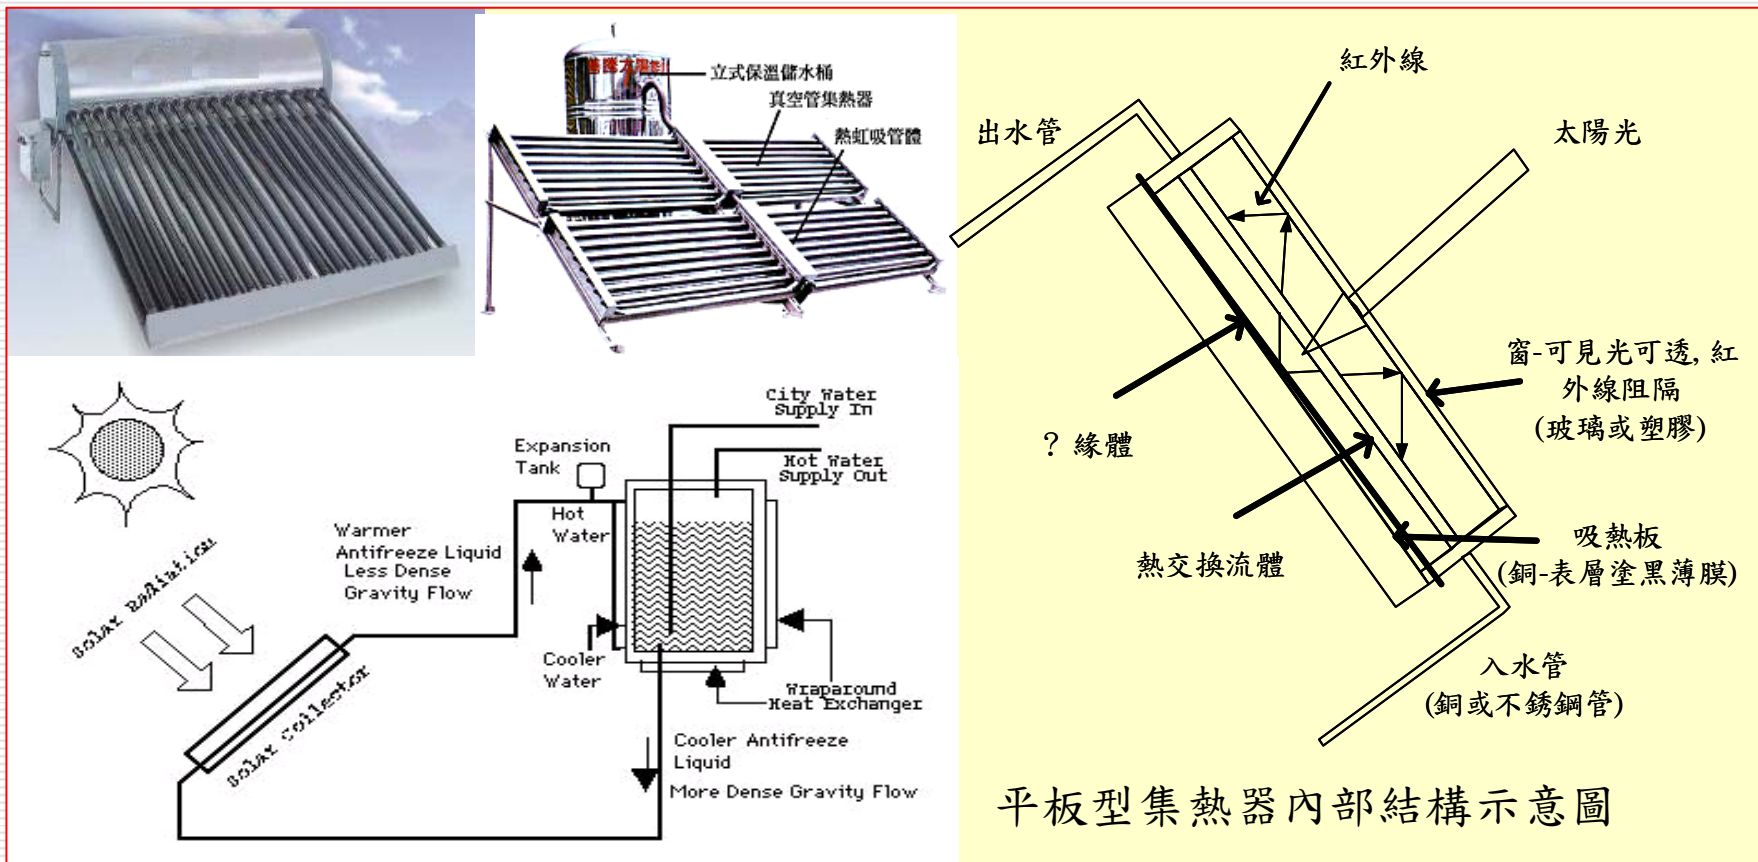 立式保溫儲水桶
真空管集熱器
熱虹吸管體
City Water
Supply In
Expansion
Tank
Hot Water
Supply Out
Hot
Water
Warmer
Antifreeze Liquid
Less Dense
Gravity Flow
Solar Radiation
Solar Collector
Cooler
Water
Wraparound
Heat Exchanger
Cooler Antifreeze
Liquid
More Dense Gravity Flow
紅外線
出水管
太陽光
窗-可見光可透, 紅
外線阻隔
(玻璃或塑膠)
? 緣體
熱交換流體
吸熱板
(銅-表層塗黑薄膜)
入水管
(銅或不銹鋼管)
平板型集熱器內部結構示意圖